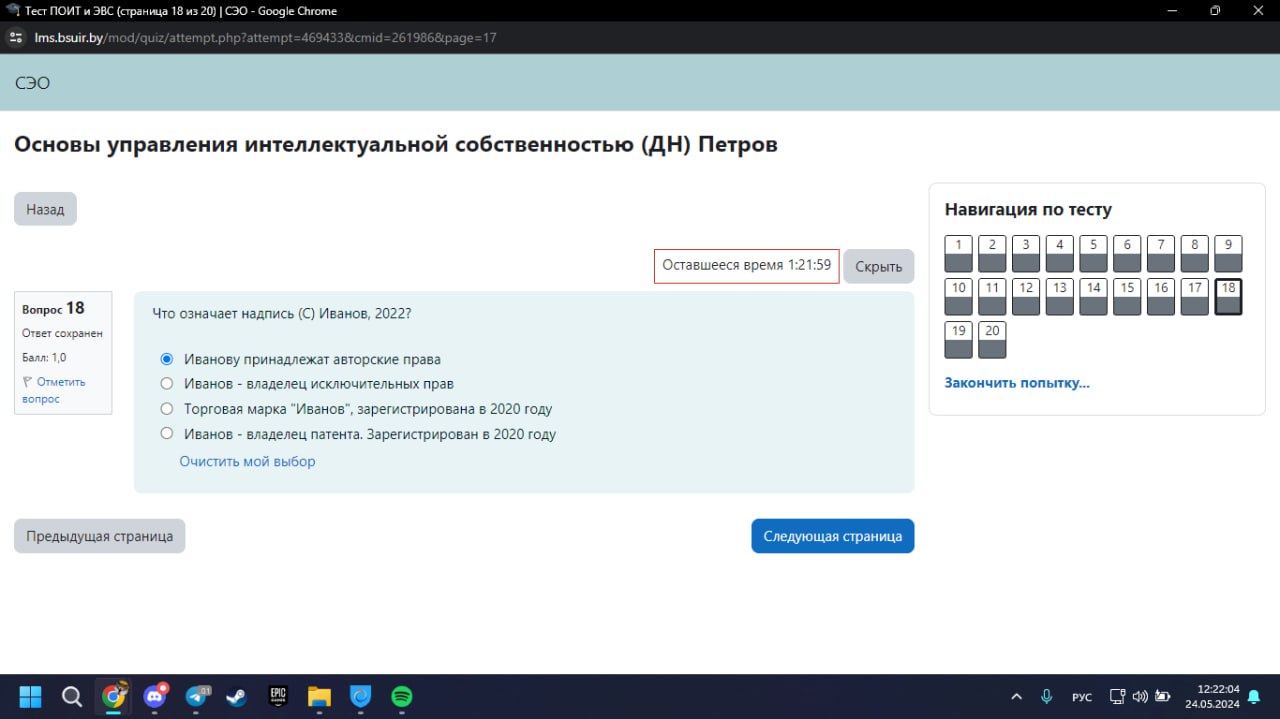 Тест ПОИТ и ЭВС (страница 18 из 20) | СЭО - Google Chrome
lms.bsuir.by/mod/quiz/attempt.php?attempt=469433&cmid=261986&page=17
СЭО
Основы управления интеллектуальной собственностью (ДН) Петров
Назад
Оставшееся время 1:21:59
Скрыть
Вопрос 18
Ответ сохранен
Балл: 1,0
Отметить
вопрос
Что означает надпись (С) Иванов, 2022?
Иванову принадлежат авторские права
Иванов - владелец исключительных прав
Торговая марка "Иванов", зарегистрирована в 2020 году
Иванов - владелец патента. Зарегистрирован в 2020 году
Очистить мой выбор
Предыдущая страница
Следующая страница
Навигация по тесту
1 2 3 4 5 6 7 8 9
10 11 12 13 14 15 16 17 18
19 20
Закончить попытку...
EPIC
РУС
12:22:04
24.05.2024